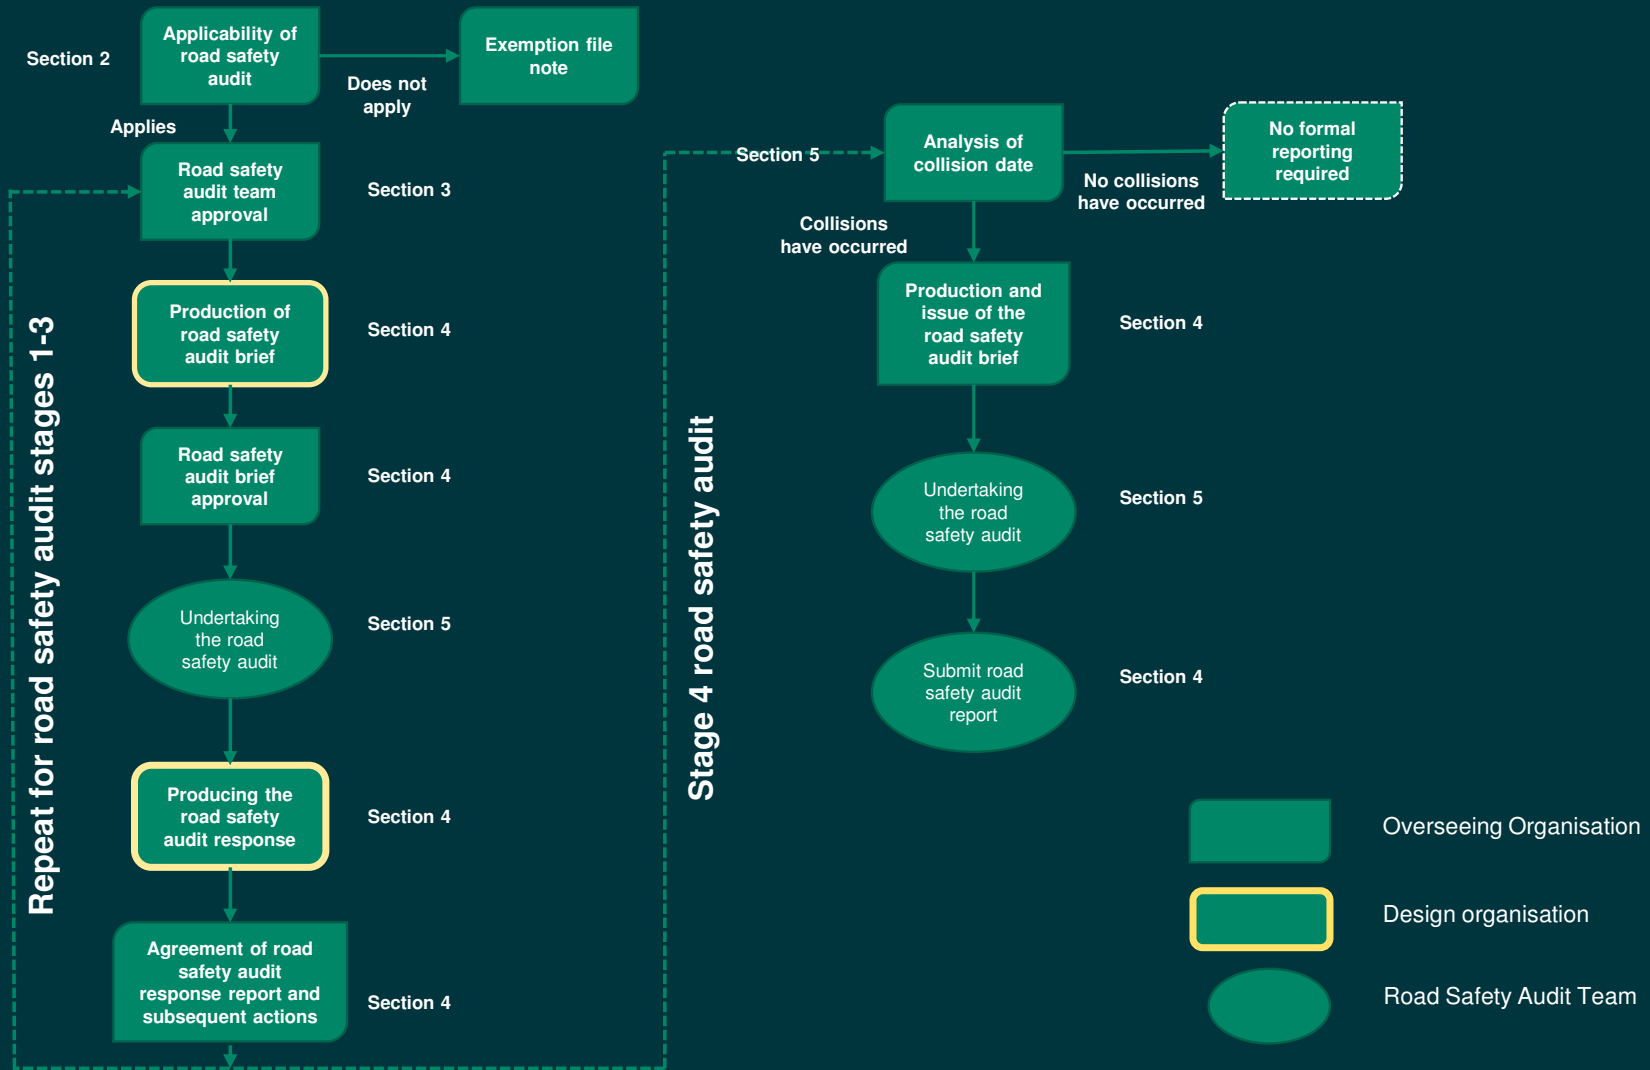 Section 2
Applicability of
road safety
audit
Does not
apply
Exemption file
note
Applies
Road safety
audit team
approval
Section 3
Production of
road safety
audit brief
Section 4
Road safety
audit brief
approval
Section 4
Undertaking
the road
safety audit
Section 5
Producing the
road safety
audit response
Section 4
Agreement of road
safety audit
response report and
subsequent actions
Section 4
Repeat for road safety audit stages 1-3
Stage 4 road safety audit
Section 5
Analysis of
collision date
No collisions
have occurred
No formal
reporting
required
Collisions
have occurred
Production and
issue of the
road safety
audit brief
Section 4
Undertaking
the road
safety audit
Section 5
Submit road
safety audit
report
Section 4
Overseeing Organisation
Design organisation
Road Safety Audit Team